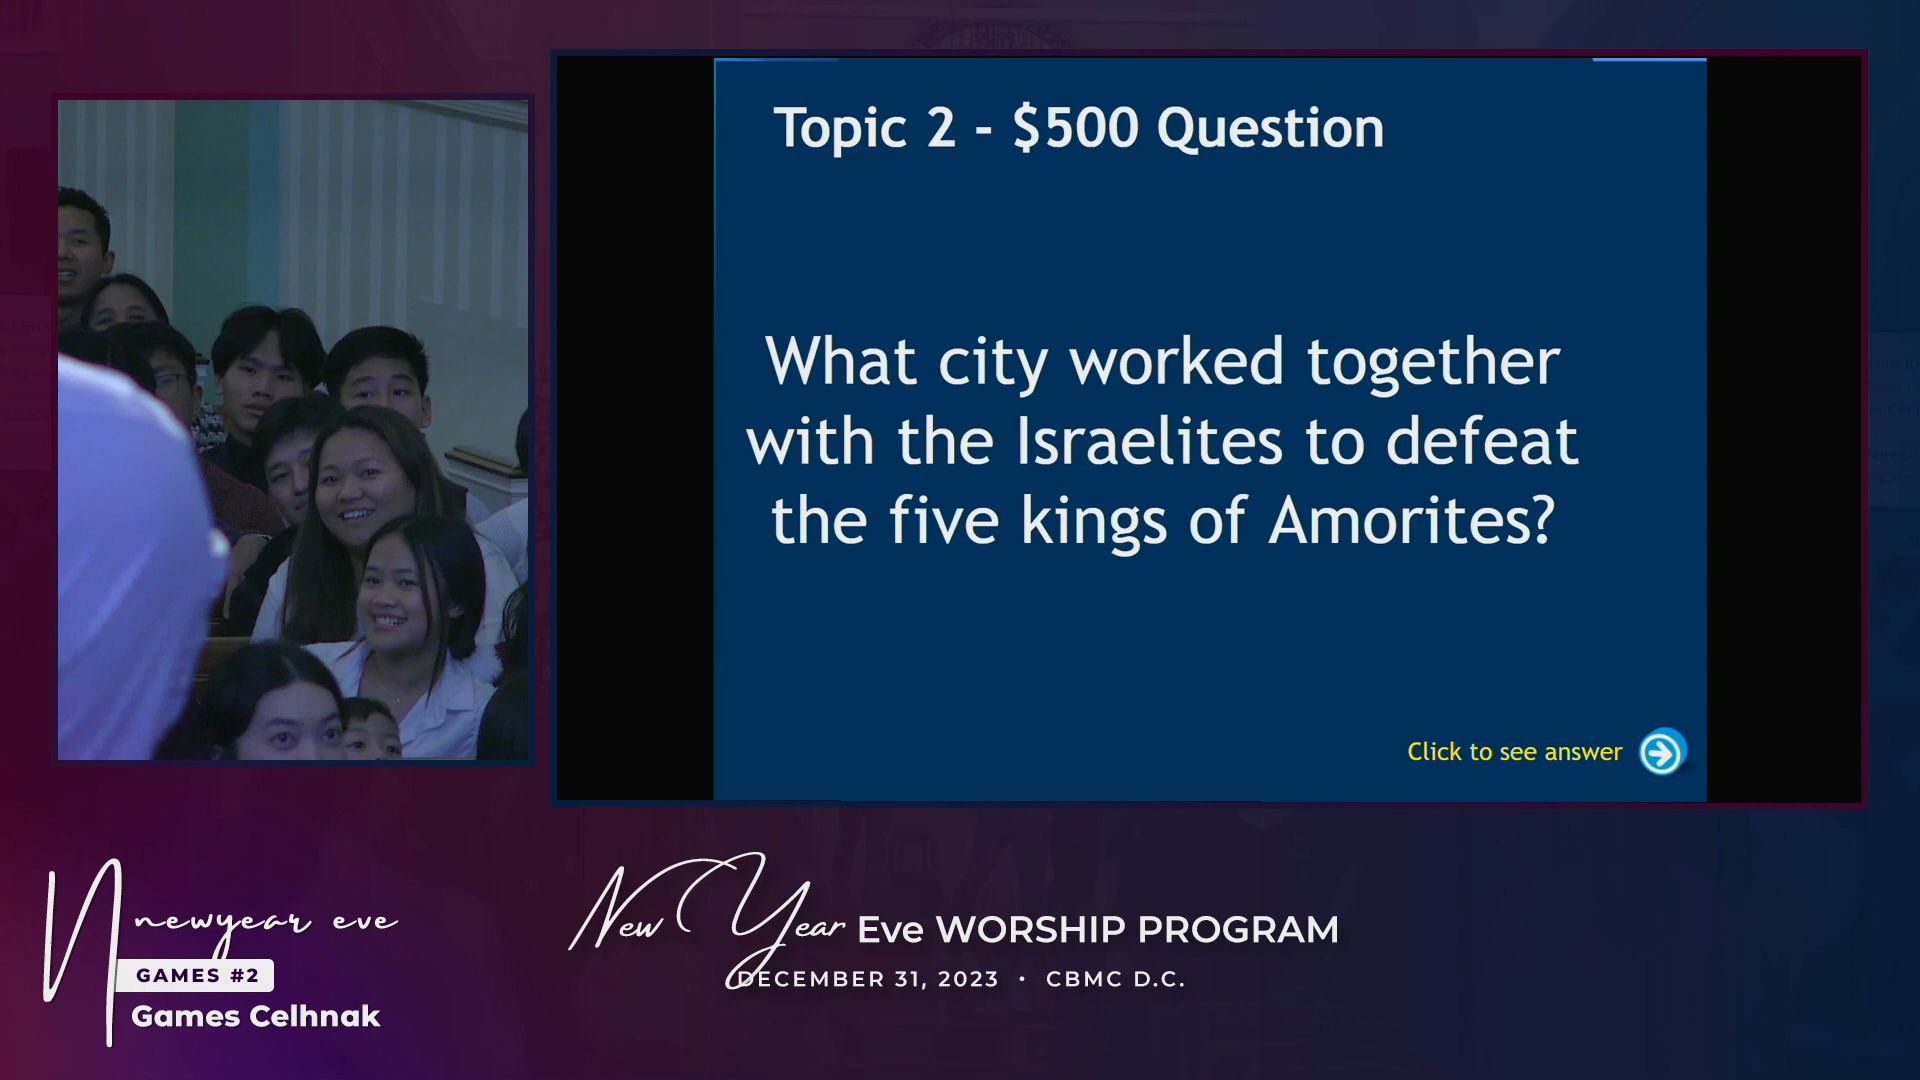 Topic 2 - $500 Question
What city worked together
with the Israelites to defeat
the five kings of Amorites?
Click to see answer
newyear eve
GAMES #2
Games Celhnak
New Year Eve WORSHIP PROGRAM
DECEMBER 31, 2023 • CBMC D.C.